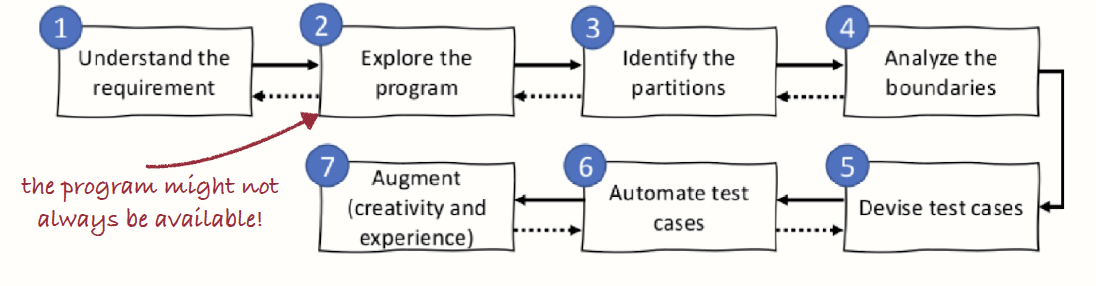 1
Understand the
requirement
2
Explore the
program
3
Identify the
partitions
4
Analyze the
boundaries
the program might not
always be available!
7
Augment
(creativity and
experience)
6
Automate test
cases
5
Devise test cases